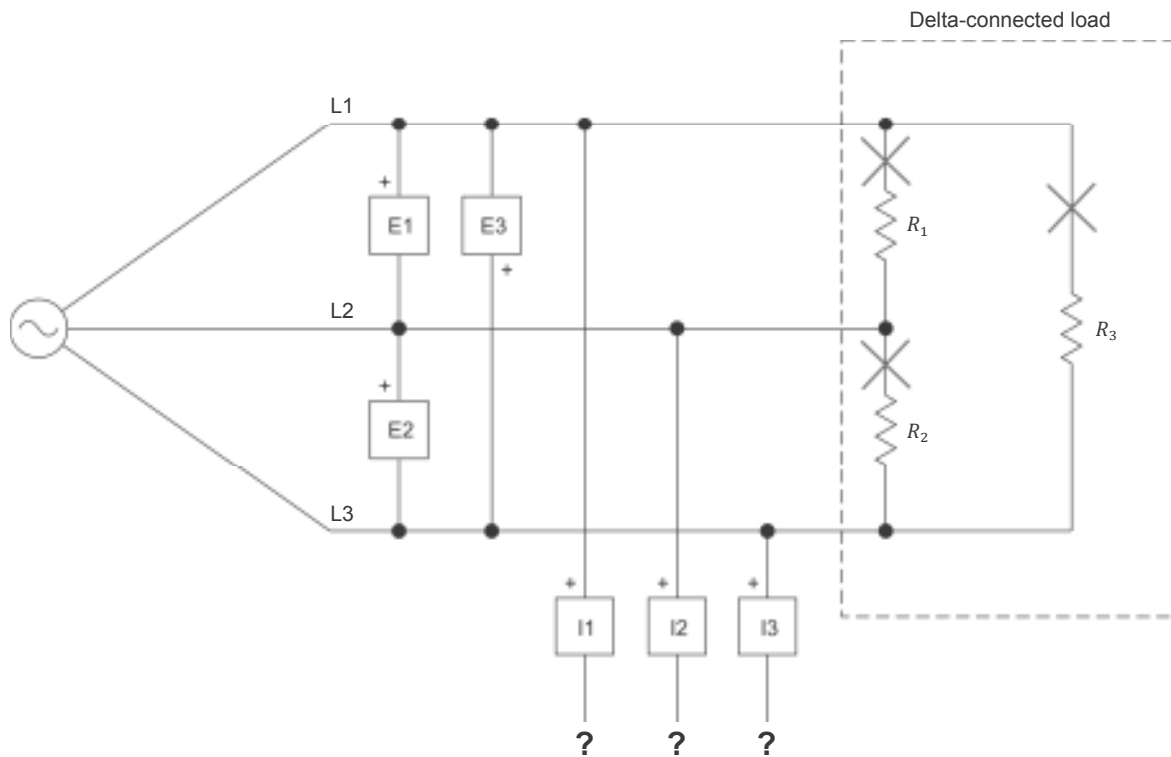 Delta-connected load
L1
+
+
E1
E3
R₁
+
L2
R₃
+
E2
R₂
L3
+
+
+
I1
I2
I3
?
?
?